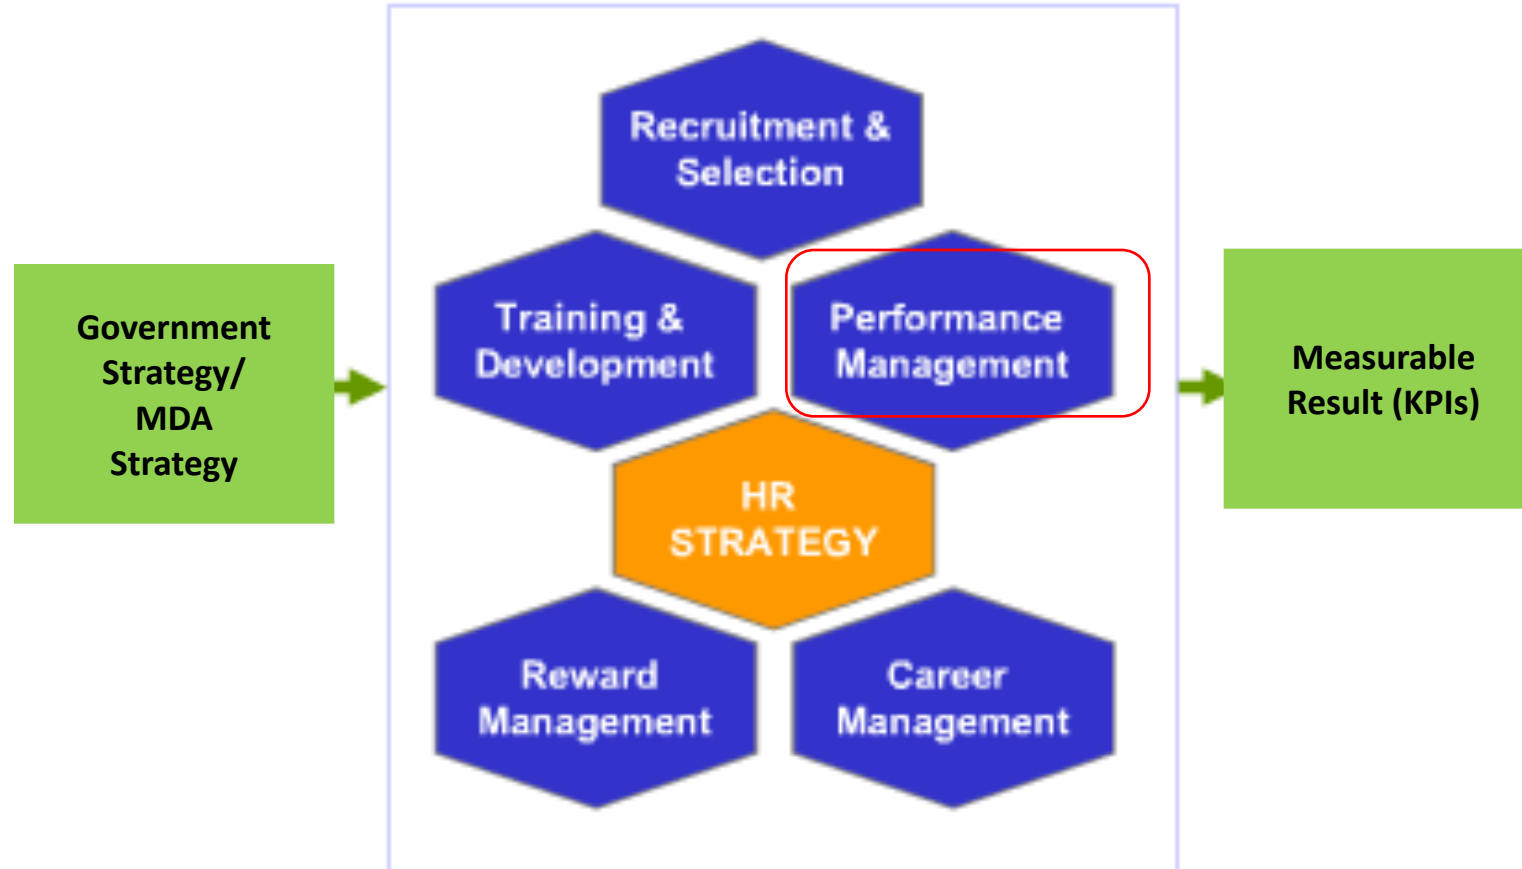 Recruitment &
Selection
Training &
Development
Performance
Management
Government
Strategy/
MDA
Strategy
Measurable
Result (KPIs)
HR
STRATEGY
Reward
Management
Career
Management